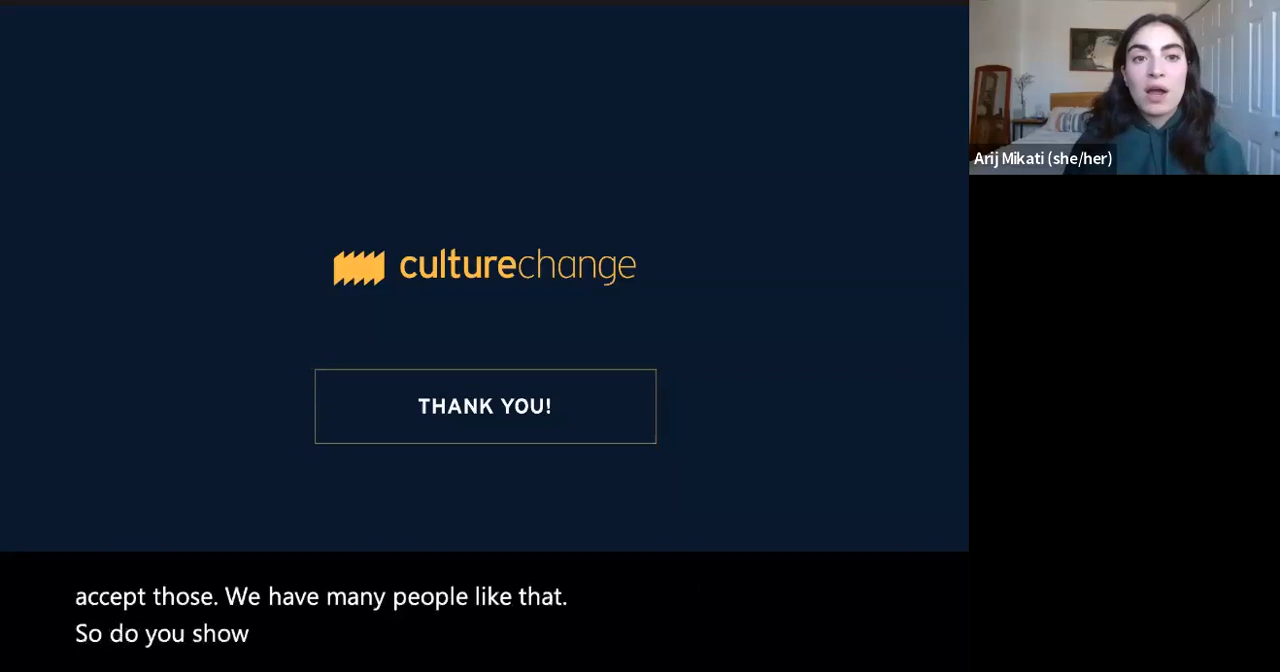 culturechange
THANK YOU!
Arij Mikati (she/her)
accept those. We have many people like that.
So do you show